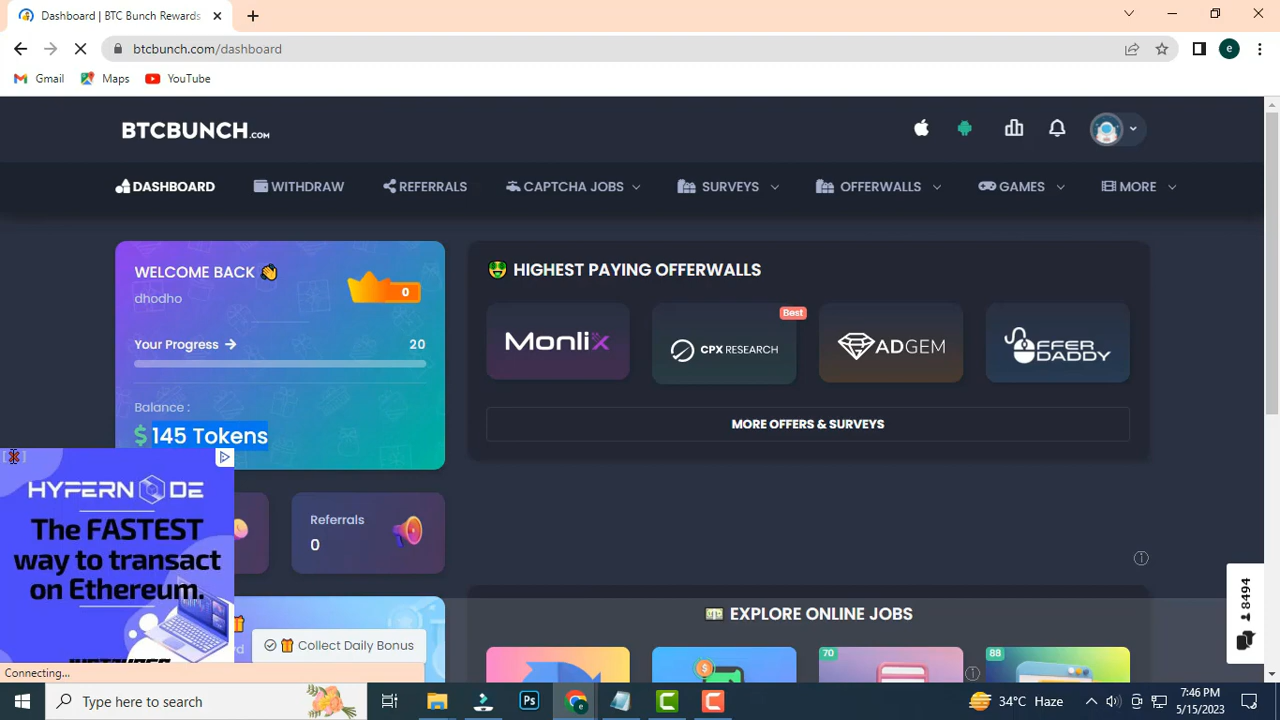 Dashboard | BTC Bunch Rewards
btcbunch.com/dashboard
e
Gmail Maps YouTube
BTCBUNCH.COM
DASHBOARD WITHDRAW REFERRALS CAPTCHA JOBS SURVEYS OFFERWALLS GAMES MORE
WELCOME BACK
dhodho
0
Your Progress → 20
Balance :
$ 145 Tokens
HIGHEST PAYING OFFERWALLS
Best
Monlix CPX RESEARCH ADGEM OFFER DADDY
MORE OFFERS & SURVEYS
HYPERNODE
The FASTEST
way to transact
on Ethereum.
Referrals
0
Collect Daily Bonus
8494
EXPLORE ONLINE JOBS
70 88
Connecting...
Type here to search
Ps
34°C Haze
7:46 PM
5/15/2023